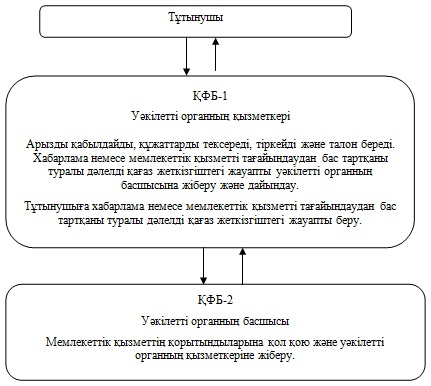 Тұтынушы
ҚФБ-1
Уәкілетті органның қызметкері
Арызды қабылдайды, құжаттарды тексереді, тіркейді және талон береді.
Хабарлама немесе мемлекеттік қызметті тағайындаудан бас тартқаны
туралы дәлелді қағаз жеткізгіштегі жауапты уәкілетті органның
басшысына жіберу және дайындау.
Тұтынушыға хабарлама немесе мемлекеттік қызметті тағайындаудан бас
тартқаны туралы дәлелді қағаз жеткізгіштегі жауапты беру.
ҚФБ-2
Уәкілетті органның басшысы
Мемлекеттік қызметтің қорытындыларына қол қою және уәкілетті
органның қызметкеріне жіберу.